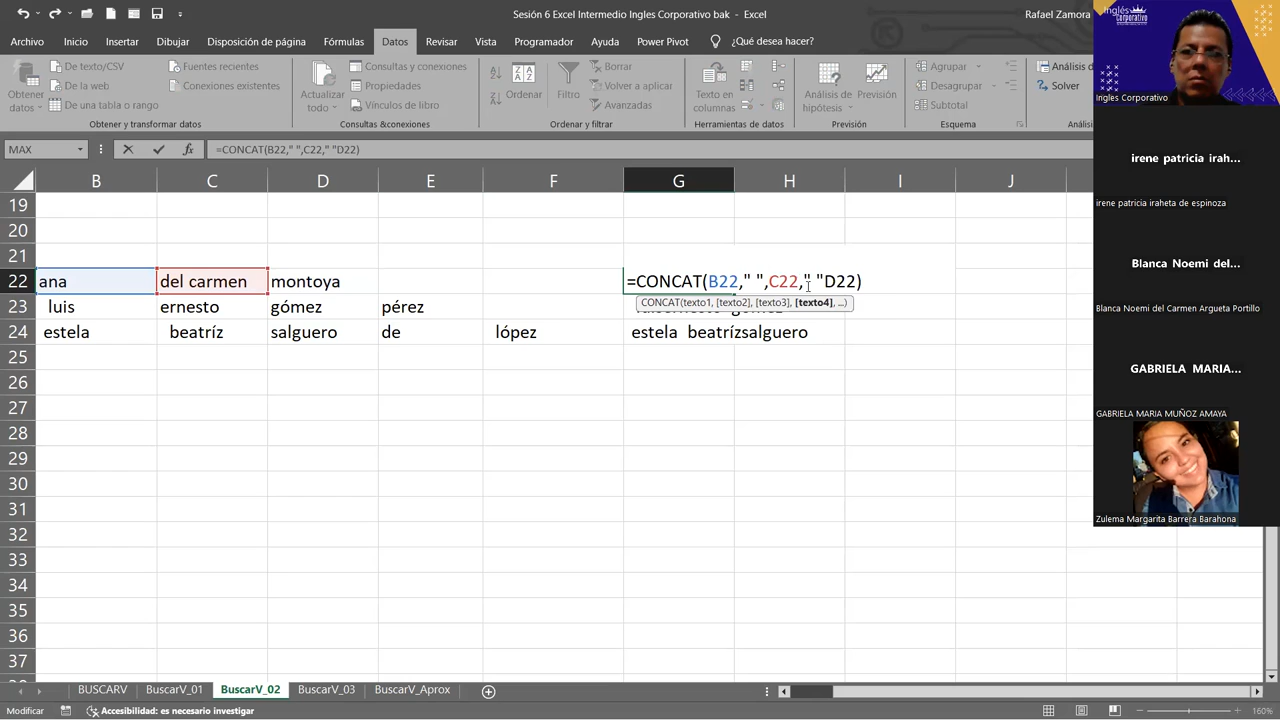 Sesión 6 Excel Intermedio Ingles Corporativo bak - Excel
Rafael Zamora
Archivo Inicio Insertar Dibujar Disposición de página Fórmulas Datos Revisar Vista Programador Ayuda Power Pivot ¿Qué desea hacer?
Obtener datos
De texto/CSV
De la web
De una tabla o rango
Fuentes recientes
Conexiones existentes
Obtener y transformar datos
Actualizar todo
Consultas y conexiones
Propiedades
Vínculos de libro
Consultas & conexiones
Ordenar
Filtro
Borrar
Volver a aplicar
Avanzadas
Ordenar y filtrar
Texto en columnas
Herramientas de datos
Análisis de hipótesis
Previsión
Previsión
Agrupar
Desagrupar
Subtotal
Esquema
Análisis d
Solver
Análisi
MAX
fx
=CONCAT(B22," ",C22," "D22)
B C D E F G H I J
19
20
21
22 ana del carmen montoya =CONCAT(B22," ",C22," "D22)
CONCAT(texto1, [texto2], [texto3], [texto4], ...)
23 luis ernesto gómez pérez
24 estela beatríz salguero de lópez estela beatrízsalguero
25
26
27
28
29
30
31
32
33
34
35
36
37
BUSCARV BuscarV_01 BuscarV_02 BuscarV_03 BuscarV_Aprox
Modificar
Accesibilidad: es necesario investigar
160%
Inglés Corporativo
Ingles Corporativo
irene patricia irah...
irene patricia iraheta de espinoza
Blanca Noemi del...
Blanca Noemi del Carmen Argueta Portillo
GABRIELA MARIA...
GABRIELA MARIA MUÑOZ AMAYA
Zulema Margarita Barrera Barahona